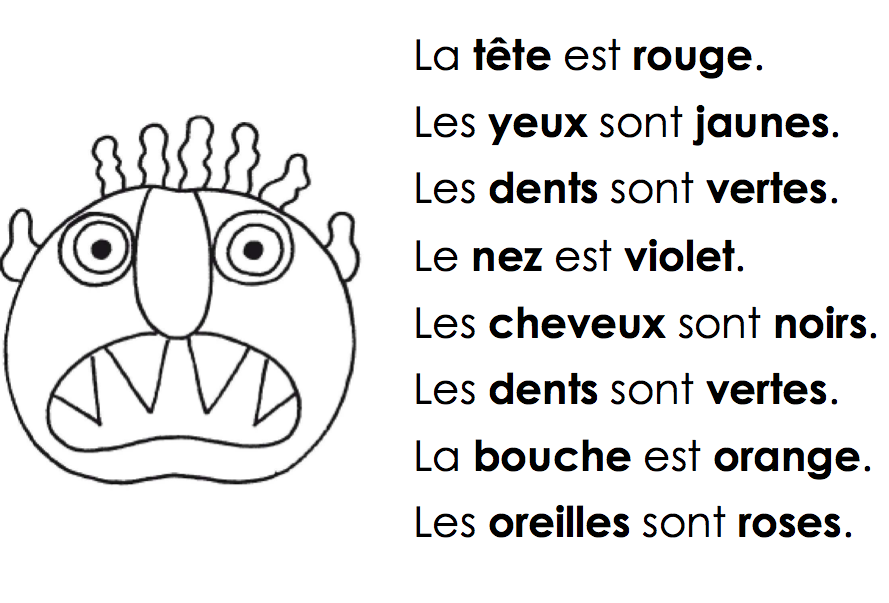 La tête est rouge.
Les yeux sont jaunes.
Les dents sont vertes.
Le nez est violet.
Les cheveux sont noirs.
Les dents sont vertes.
La bouche est orange.
Les oreilles sont roses.